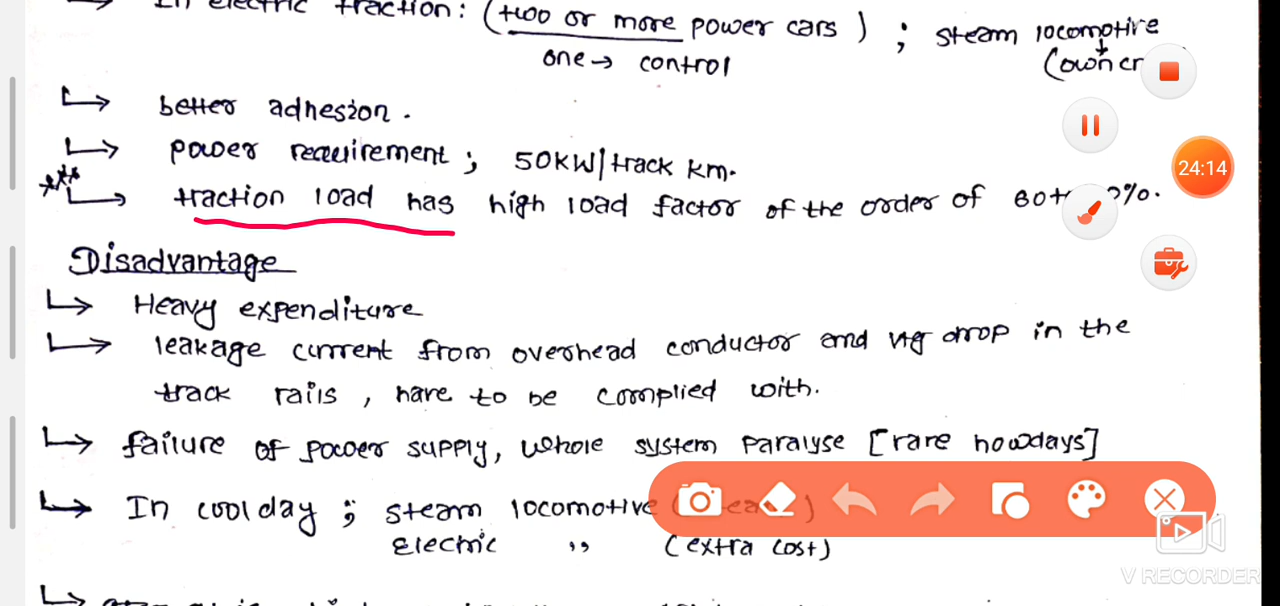 In electric traction: (two or more power cars) ; steam locomotive
one → control (own
↳ better adhesion.
↳ power requirement ; 50KW/track km.
24:14
*** ↳ traction load has high load factor of the order of
Disadvantage
↳ Heavy expenditure
↳ leakage current from overhead conductor and vtg drop in the
track rails , have to be complied with.
↳ failure of power supply, whole system paralyse [rare nowdays]
↳ In cool day ; steam locomotive
Electric ,, (extra cost)
V RECORDER